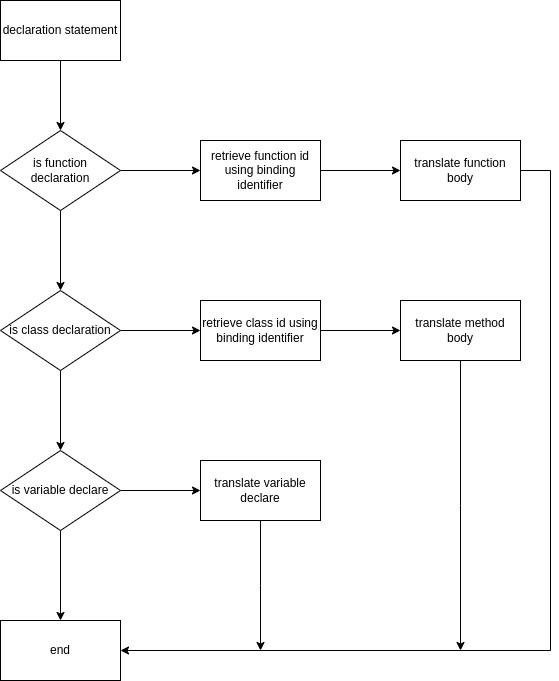 declaration statement
is function
declaration
retrieve function id
using binding
identifier
translate function
body
is class declaration
retrieve class id using
binding identifier
translate method
body
is variable declare
translate variable
declare
end